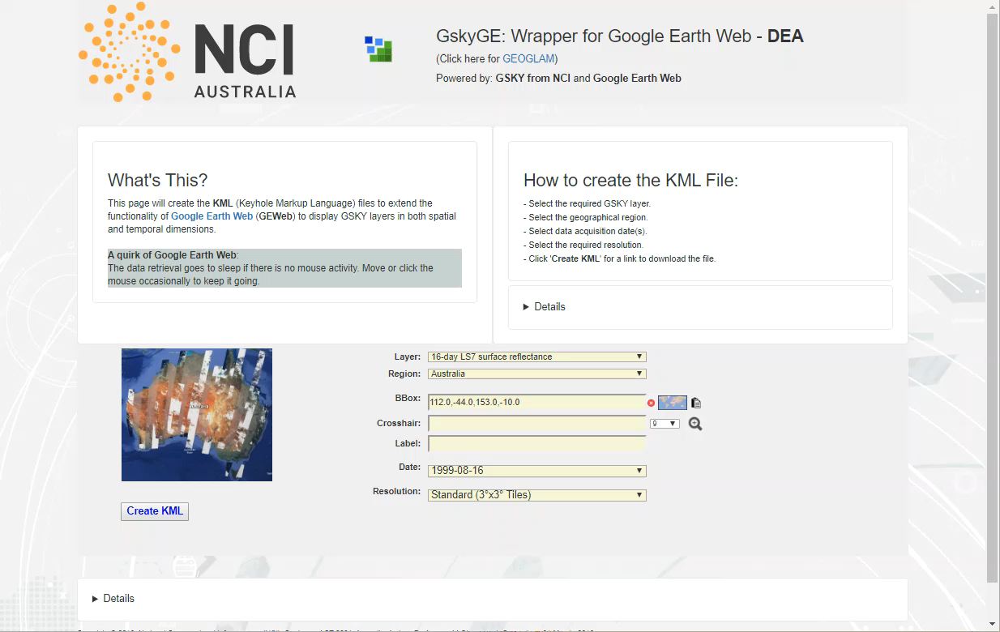 NCI
AUSTRALIA
GskyGE: Wrapper for Google Earth Web - DEA
(Click here for GEOGLAM)
Powered by: GSKY from NCI and Google Earth Web
What's This?
This page will create the KML (Keyhole Markup Language) files to extend the
functionality of Google Earth Web (GEWeb) to display GSKY layers in both spatial
and temporal dimensions.
A quirk of Google Earth Web:
The data retrieval goes to sleep if there is no mouse activity. Move or click the
mouse occasionally to keep it going.
How to create the KML File:
- Select the required GSKY layer.
- Select the geographical region.
- Select data acquisition date(s).
- Select the required resolution.
- Click 'Create KML' for a link to download the file.
Details
Layer: 16-day LS7 surface reflectance
Region: Australia
BBox: 112.0,-44.0,153.0,-10.0
Crosshair: 9
Label:
Date: 1999-08-16
Resolution: Standard (3°x3° Tiles)
Create KML
Details